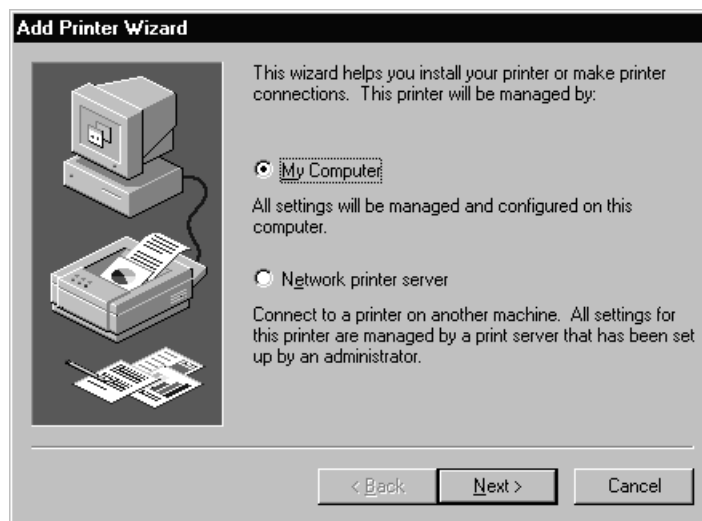 Add Printer Wizard
This wizard helps you install your printer or make printer
connections.  This printer will be managed by:
My Computer
All settings will be managed and configured on this
computer.
Network printer server
Connect to a printer on another machine.  All settings for
this printer are managed by a print server that has been set
up by an administrator.
< Back
Next >
Cancel